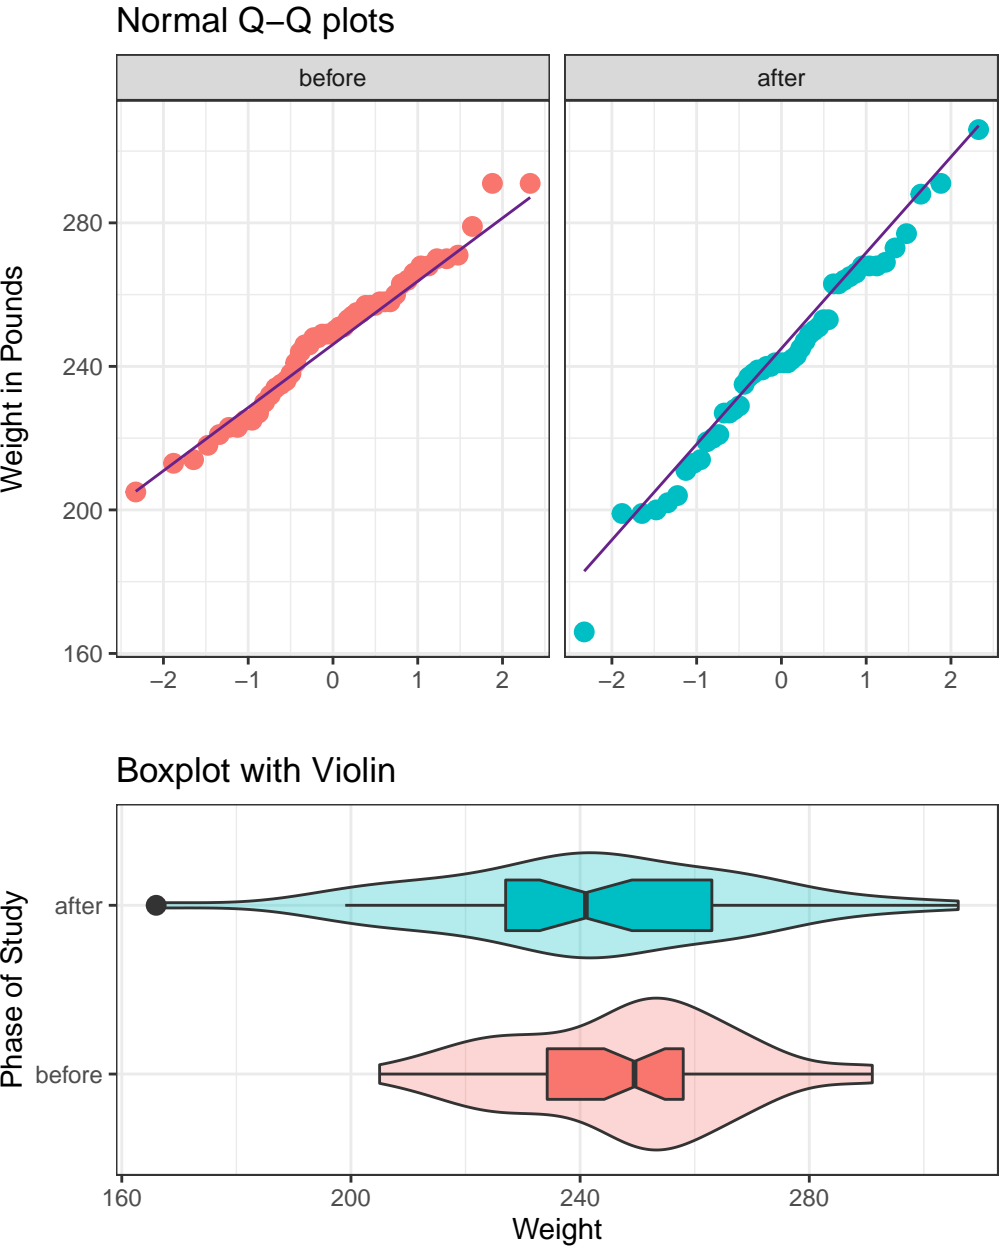 Normal Q−Q plots
before
after
Weight in Pounds
280
240
200
160
−2 −1 0 1 2
−2 −1 0 1 2
Boxplot with Violin
Phase of Study
after
before
160 200 240 280
Weight